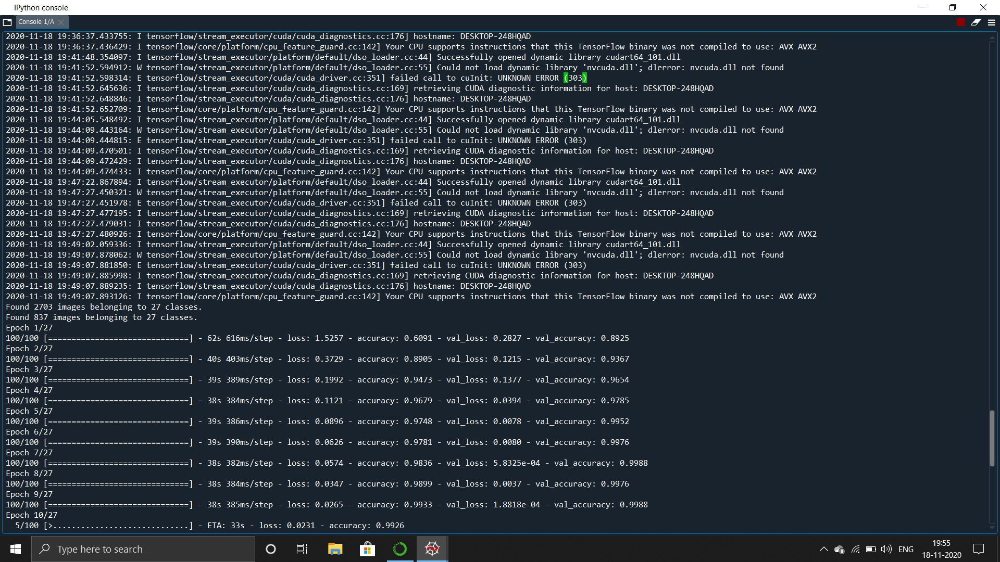 IPython console
Console 1/A
2020-11-18 19:36:37.433755: I tensorflow/stream_executor/cuda/cuda_diagnostics.cc:176] hostname: DESKTOP-248HQAD
2020-11-18 19:36:37.436429: I tensorflow/core/platform/cpu_feature_guard.cc:142] Your CPU supports instructions that this TensorFlow binary was not compiled to use: AVX AVX2
2020-11-18 19:41:48.354097: I tensorflow/stream_executor/platform/default/dso_loader.cc:44] Successfully opened dynamic library cudart64_101.dll
2020-11-18 19:41:52.594912: W tensorflow/stream_executor/platform/default/dso_loader.cc:55] Could not load dynamic library 'nvcuda.dll'; dlerror: nvcuda.dll not found
2020-11-18 19:41:52.598314: E tensorflow/stream_executor/cuda/cuda_driver.cc:351] failed call to cuInit: UNKNOWN ERROR (303)
2020-11-18 19:41:52.645636: I tensorflow/stream_executor/cuda/cuda_diagnostics.cc:169] retrieving CUDA diagnostic information for host: DESKTOP-248HQAD
2020-11-18 19:41:52.648846: I tensorflow/stream_executor/cuda/cuda_diagnostics.cc:176] hostname: DESKTOP-248HQAD
2020-11-18 19:41:52.652709: I tensorflow/core/platform/cpu_feature_guard.cc:142] Your CPU supports instructions that this TensorFlow binary was not compiled to use: AVX AVX2
2020-11-18 19:44:05.548492: I tensorflow/stream_executor/platform/default/dso_loader.cc:44] Successfully opened dynamic library cudart64_101.dll
2020-11-18 19:44:09.443164: W tensorflow/stream_executor/platform/default/dso_loader.cc:55] Could not load dynamic library 'nvcuda.dll'; dlerror: nvcuda.dll not found
2020-11-18 19:44:09.444815: E tensorflow/stream_executor/cuda/cuda_driver.cc:351] failed call to cuInit: UNKNOWN ERROR (303)
2020-11-18 19:44:09.470501: I tensorflow/stream_executor/cuda/cuda_diagnostics.cc:169] retrieving CUDA diagnostic information for host: DESKTOP-248HQAD
2020-11-18 19:44:09.472429: I tensorflow/stream_executor/cuda/cuda_diagnostics.cc:176] hostname: DESKTOP-248HQAD
2020-11-18 19:44:09.474433: I tensorflow/core/platform/cpu_feature_guard.cc:142] Your CPU supports instructions that this TensorFlow binary was not compiled to use: AVX AVX2
2020-11-18 19:47:22.867894: I tensorflow/stream_executor/platform/default/dso_loader.cc:44] Successfully opened dynamic library cudart64_101.dll
2020-11-18 19:47:27.450321: W tensorflow/stream_executor/platform/default/dso_loader.cc:55] Could not load dynamic library 'nvcuda.dll'; dlerror: nvcuda.dll not found
2020-11-18 19:47:27.451978: E tensorflow/stream_executor/cuda/cuda_driver.cc:351] failed call to cuInit: UNKNOWN ERROR (303)
2020-11-18 19:47:27.477195: I tensorflow/stream_executor/cuda/cuda_diagnostics.cc:169] retrieving CUDA diagnostic information for host: DESKTOP-248HQAD
2020-11-18 19:47:27.479031: I tensorflow/stream_executor/cuda/cuda_diagnostics.cc:176] hostname: DESKTOP-248HQAD
2020-11-18 19:47:27.480926: I tensorflow/core/platform/cpu_feature_guard.cc:142] Your CPU supports instructions that this TensorFlow binary was not compiled to use: AVX AVX2
2020-11-18 19:49:02.059336: I tensorflow/stream_executor/platform/default/dso_loader.cc:44] Successfully opened dynamic library cudart64_101.dll
2020-11-18 19:49:07.878062: W tensorflow/stream_executor/platform/default/dso_loader.cc:55] Could not load dynamic library 'nvcuda.dll'; dlerror: nvcuda.dll not found
2020-11-18 19:49:07.881850: E tensorflow/stream_executor/cuda/cuda_driver.cc:351] failed call to cuInit: UNKNOWN ERROR (303)
2020-11-18 19:49:07.885998: I tensorflow/stream_executor/cuda/cuda_diagnostics.cc:169] retrieving CUDA diagnostic information for host: DESKTOP-248HQAD
2020-11-18 19:49:07.889235: I tensorflow/stream_executor/cuda/cuda_diagnostics.cc:176] hostname: DESKTOP-248HQAD
2020-11-18 19:49:07.893126: I tensorflow/core/platform/cpu_feature_guard.cc:142] Your CPU supports instructions that this TensorFlow binary was not compiled to use: AVX AVX2
Found 2703 images belonging to 27 classes.
Found 837 images belonging to 27 classes.
Epoch 1/27
100/100 [==============================] - 62s 616ms/step - loss: 1.5257 - accuracy: 0.6091 - val_loss: 0.2827 - val_accuracy: 0.8925
Epoch 2/27
100/100 [==============================] - 40s 403ms/step - loss: 0.3729 - accuracy: 0.8905 - val_loss: 0.1215 - val_accuracy: 0.9367
Epoch 3/27
100/100 [==============================] - 39s 389ms/step - loss: 0.1992 - accuracy: 0.9473 - val_loss: 0.1377 - val_accuracy: 0.9654
Epoch 4/27
100/100 [==============================] - 38s 384ms/step - loss: 0.1121 - accuracy: 0.9679 - val_loss: 0.0394 - val_accuracy: 0.9785
Epoch 5/27
100/100 [==============================] - 39s 386ms/step - loss: 0.0896 - accuracy: 0.9748 - val_loss: 0.0078 - val_accuracy: 0.9952
Epoch 6/27
100/100 [==============================] - 39s 390ms/step - loss: 0.0626 - accuracy: 0.9781 - val_loss: 0.0080 - val_accuracy: 0.9976
Epoch 7/27
100/100 [==============================] - 38s 382ms/step - loss: 0.0574 - accuracy: 0.9836 - val_loss: 5.8325e-04 - val_accuracy: 0.9988
Epoch 8/27
100/100 [==============================] - 38s 384ms/step - loss: 0.0347 - accuracy: 0.9899 - val_loss: 0.0037 - val_accuracy: 0.9976
Epoch 9/27
100/100 [==============================] - 38s 385ms/step - loss: 0.0265 - accuracy: 0.9933 - val_loss: 1.8818e-04 - val_accuracy: 0.9988
Epoch 10/27
5/100 [>.............................] - ETA: 33s - loss: 0.0231 - accuracy: 0.9926
Type here to search
ENG
19:55
18-11-2020